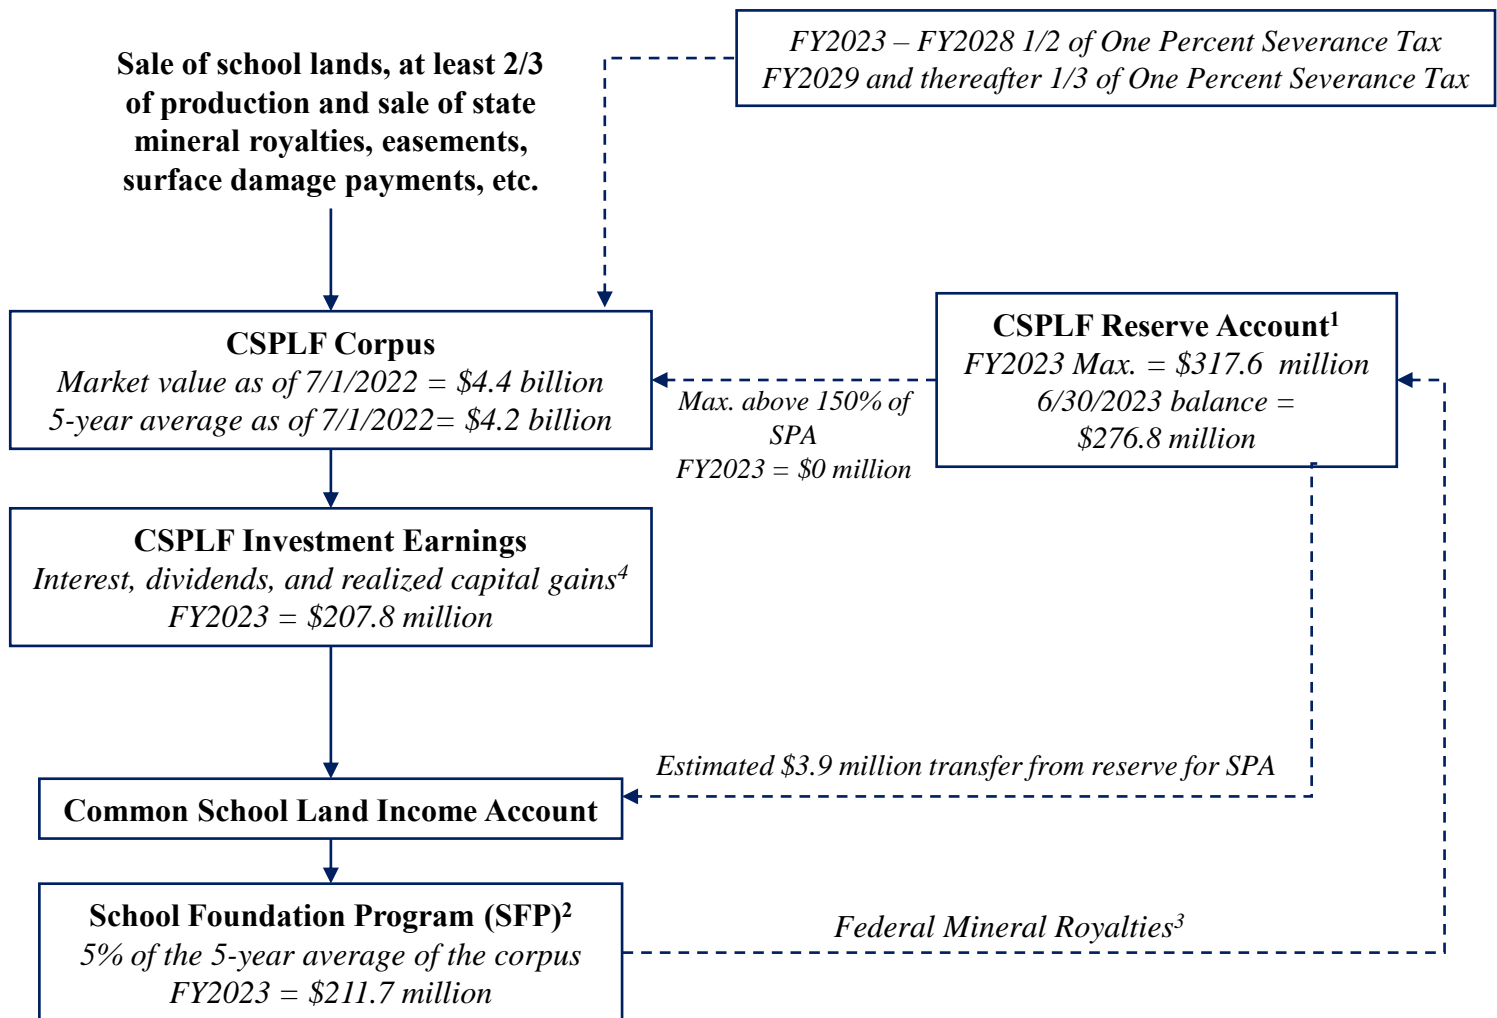 FY2023 – FY2028 1/2 of One Percent Severance Tax
FY2029 and thereafter 1/3 of One Percent Severance Tax
Sale of school lands, at least 2/3
of production and sale of state
mineral royalties, easements,
surface damage payments, etc.
CSPLF Corpus
Market value as of 7/1/2022 = $4.4 billion
5-year average as of 7/1/2022= $4.2 billion
CSPLF Reserve Account¹
FY2023 Max. = $317.6 million
6/30/2023 balance =
$276.8 million
Max. above 150% of
SPA
FY2023 = $0 million
CSPLF Investment Earnings
Interest, dividends, and realized capital gains⁴
FY2023 = $207.8 million
Estimated $3.9 million transfer from reserve for SPA
Common School Land Income Account
School Foundation Program (SFP)²
5% of the 5-year average of the corpus
FY2023 = $211.7 million
Federal Mineral Royalties³